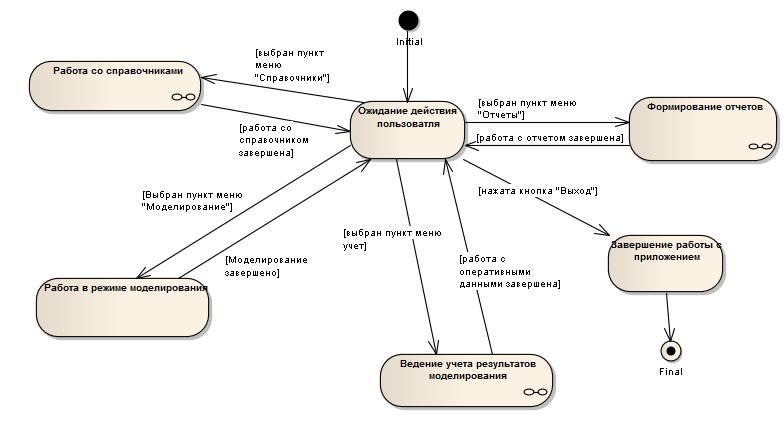 Initial
[выбран пункт
меню
"Справочники"]
Работа со справочниками
Ожидание действия
пользоватля
[выбран пункт меню
"Отчеты"]
Формирование отчетов
[работа со
справочником
завершена]
[работа с отчетом завершена]
[Выбран пункт меню
"Моделирование"]
[нажата кнопка "Выход"]
[выбран пункт меню
учет]
[Моделирование
завершено]
[работа с
оперативными
данными завершена]
Завершение работы с
приложением
Работа в режиме моделирования
Ведение учета результатов
моделирования
Final